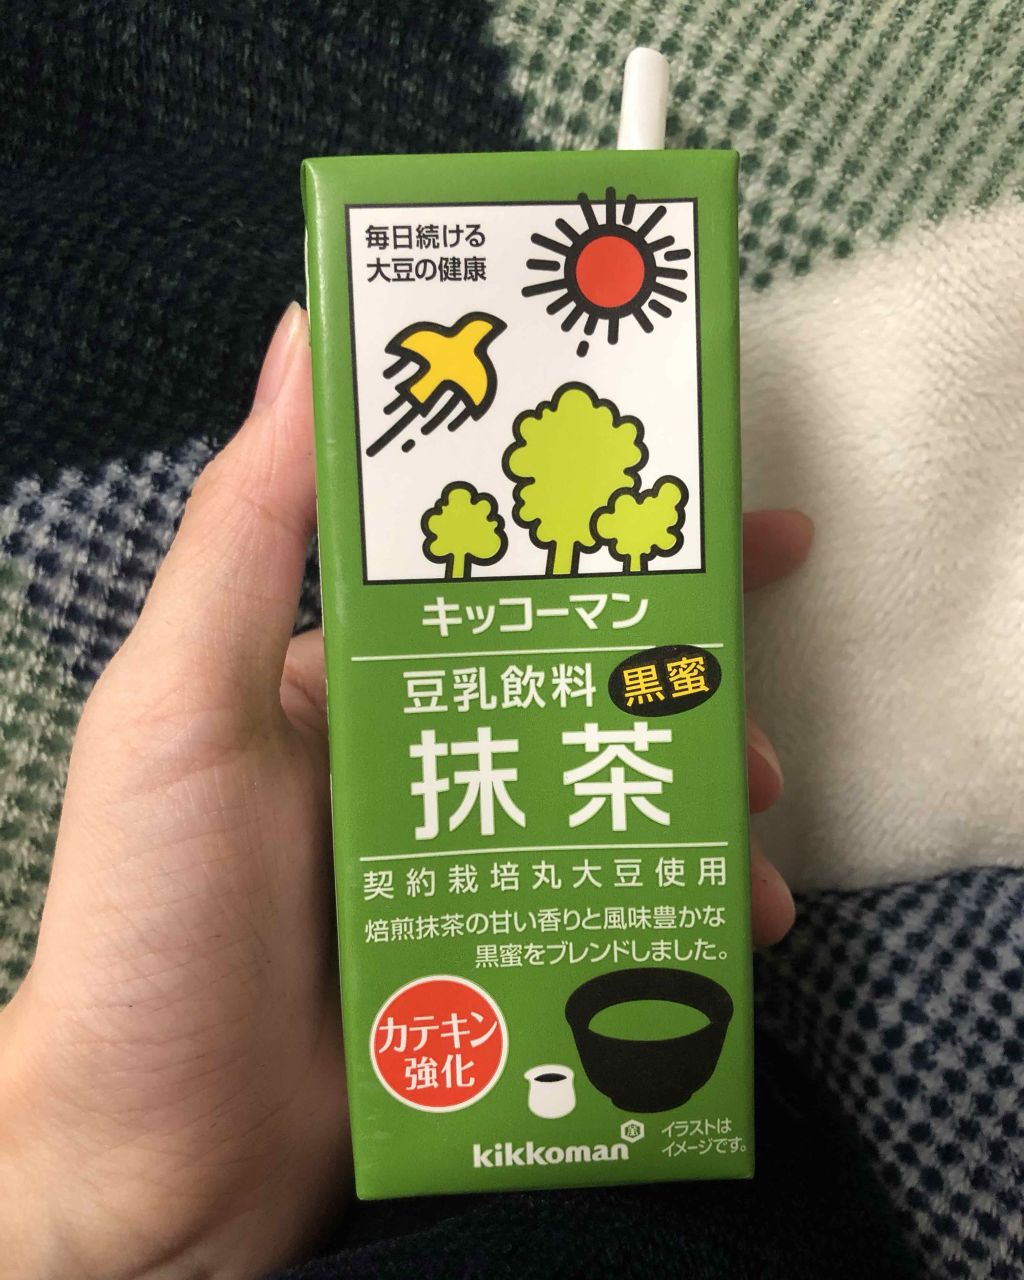 毎日続ける
大豆の健康
キッコーマン
豆乳飲料 黒蜜
抹茶
契約栽培丸大豆使用
焙煎抹茶の甘い香りと風味豊かな
黒蜜をブレンドしました。
カテキン
強化
kikkoman
イラストは
イメージです。